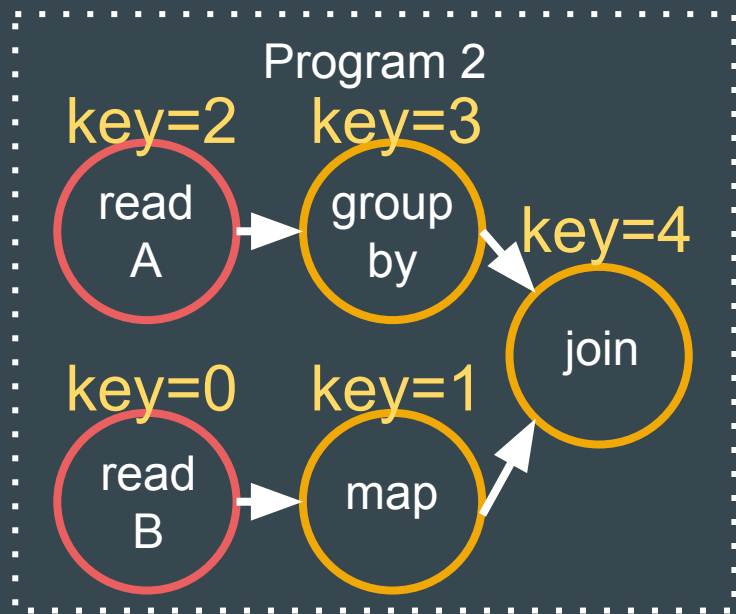 Program 2
key=2
read
A
key=3
group
by
key=4
join
key=0
read
B
key=1
map